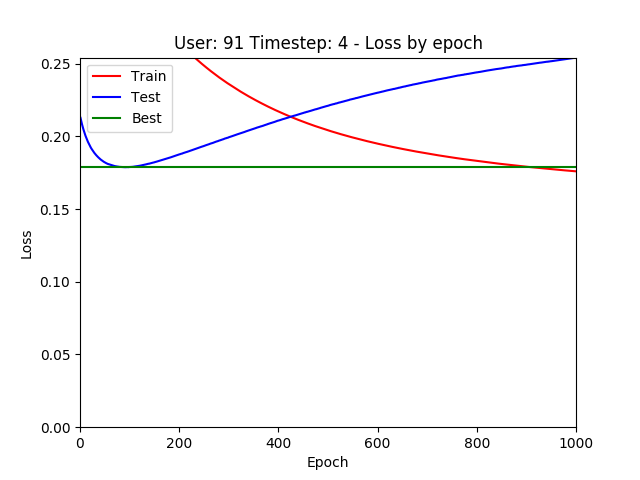 User: 91 Timestep: 4 - Loss by epoch
0.25
0.20
0.15
0.10
0.05
0.00
Loss
Train
Test
Best
0 200 400 600 800 1000
Epoch